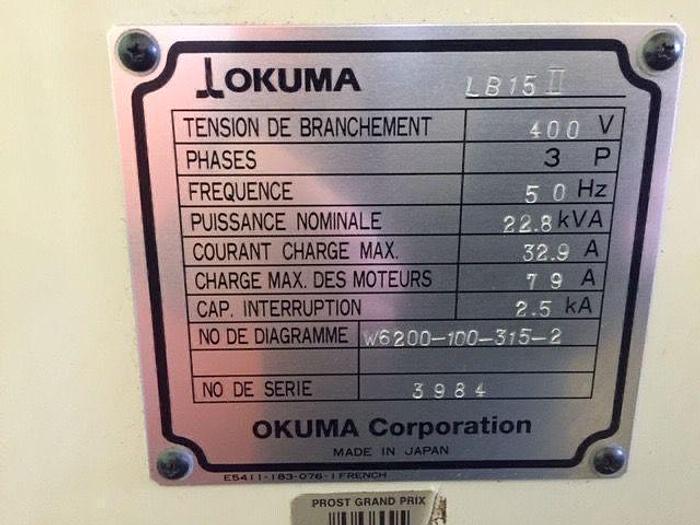 OKUMA LB15 II
TENSION DE BRANCHEMENT 400 V
PHASES 3 P
FREQUENCE 50 Hz
PUISSANCE NOMINALE 22.8 kVA
COURANT CHARGE MAX. 32.9 A
CHARGE MAX. DES MOTEURS 79 A
CAP. INTERRUPTION 2.5 kA
NO DE DIAGRAMME W6200-100-315-2
NO DE SERIE 3984
OKUMA Corporation
MADE IN JAPAN
E5411-183-076-1 FRENCH
PROST GRAND PRIX